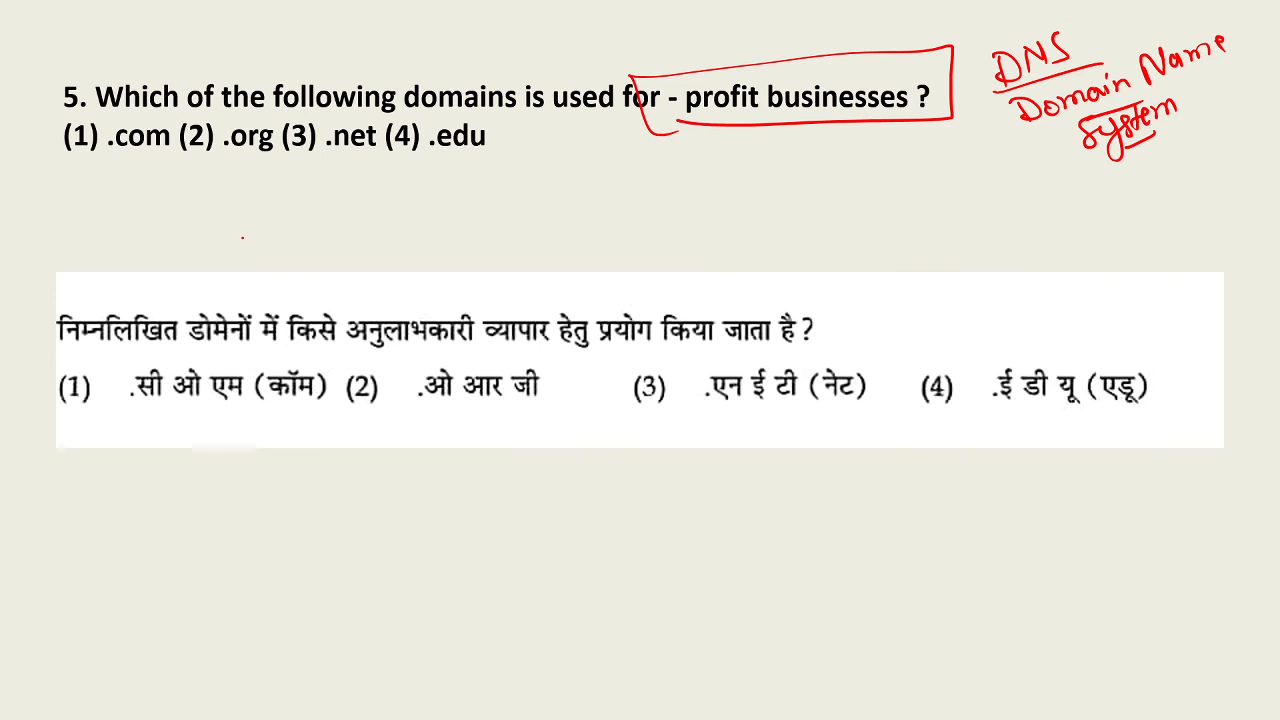 5. Which of the following domains is used for - profit businesses ?
(1) .com (2) .org (3) .net (4) .edu
DNS
Domain Name
System
निम्नलिखित डोमेनों में किसे अनुलाभकारी व्यापार हेतु प्रयोग किया जाता है?
(1) .सी ओ एम (कॉम) (2) .ओ आर जी (3) .एन ई टी (नेट) (4) .ई डी यू (एडू)